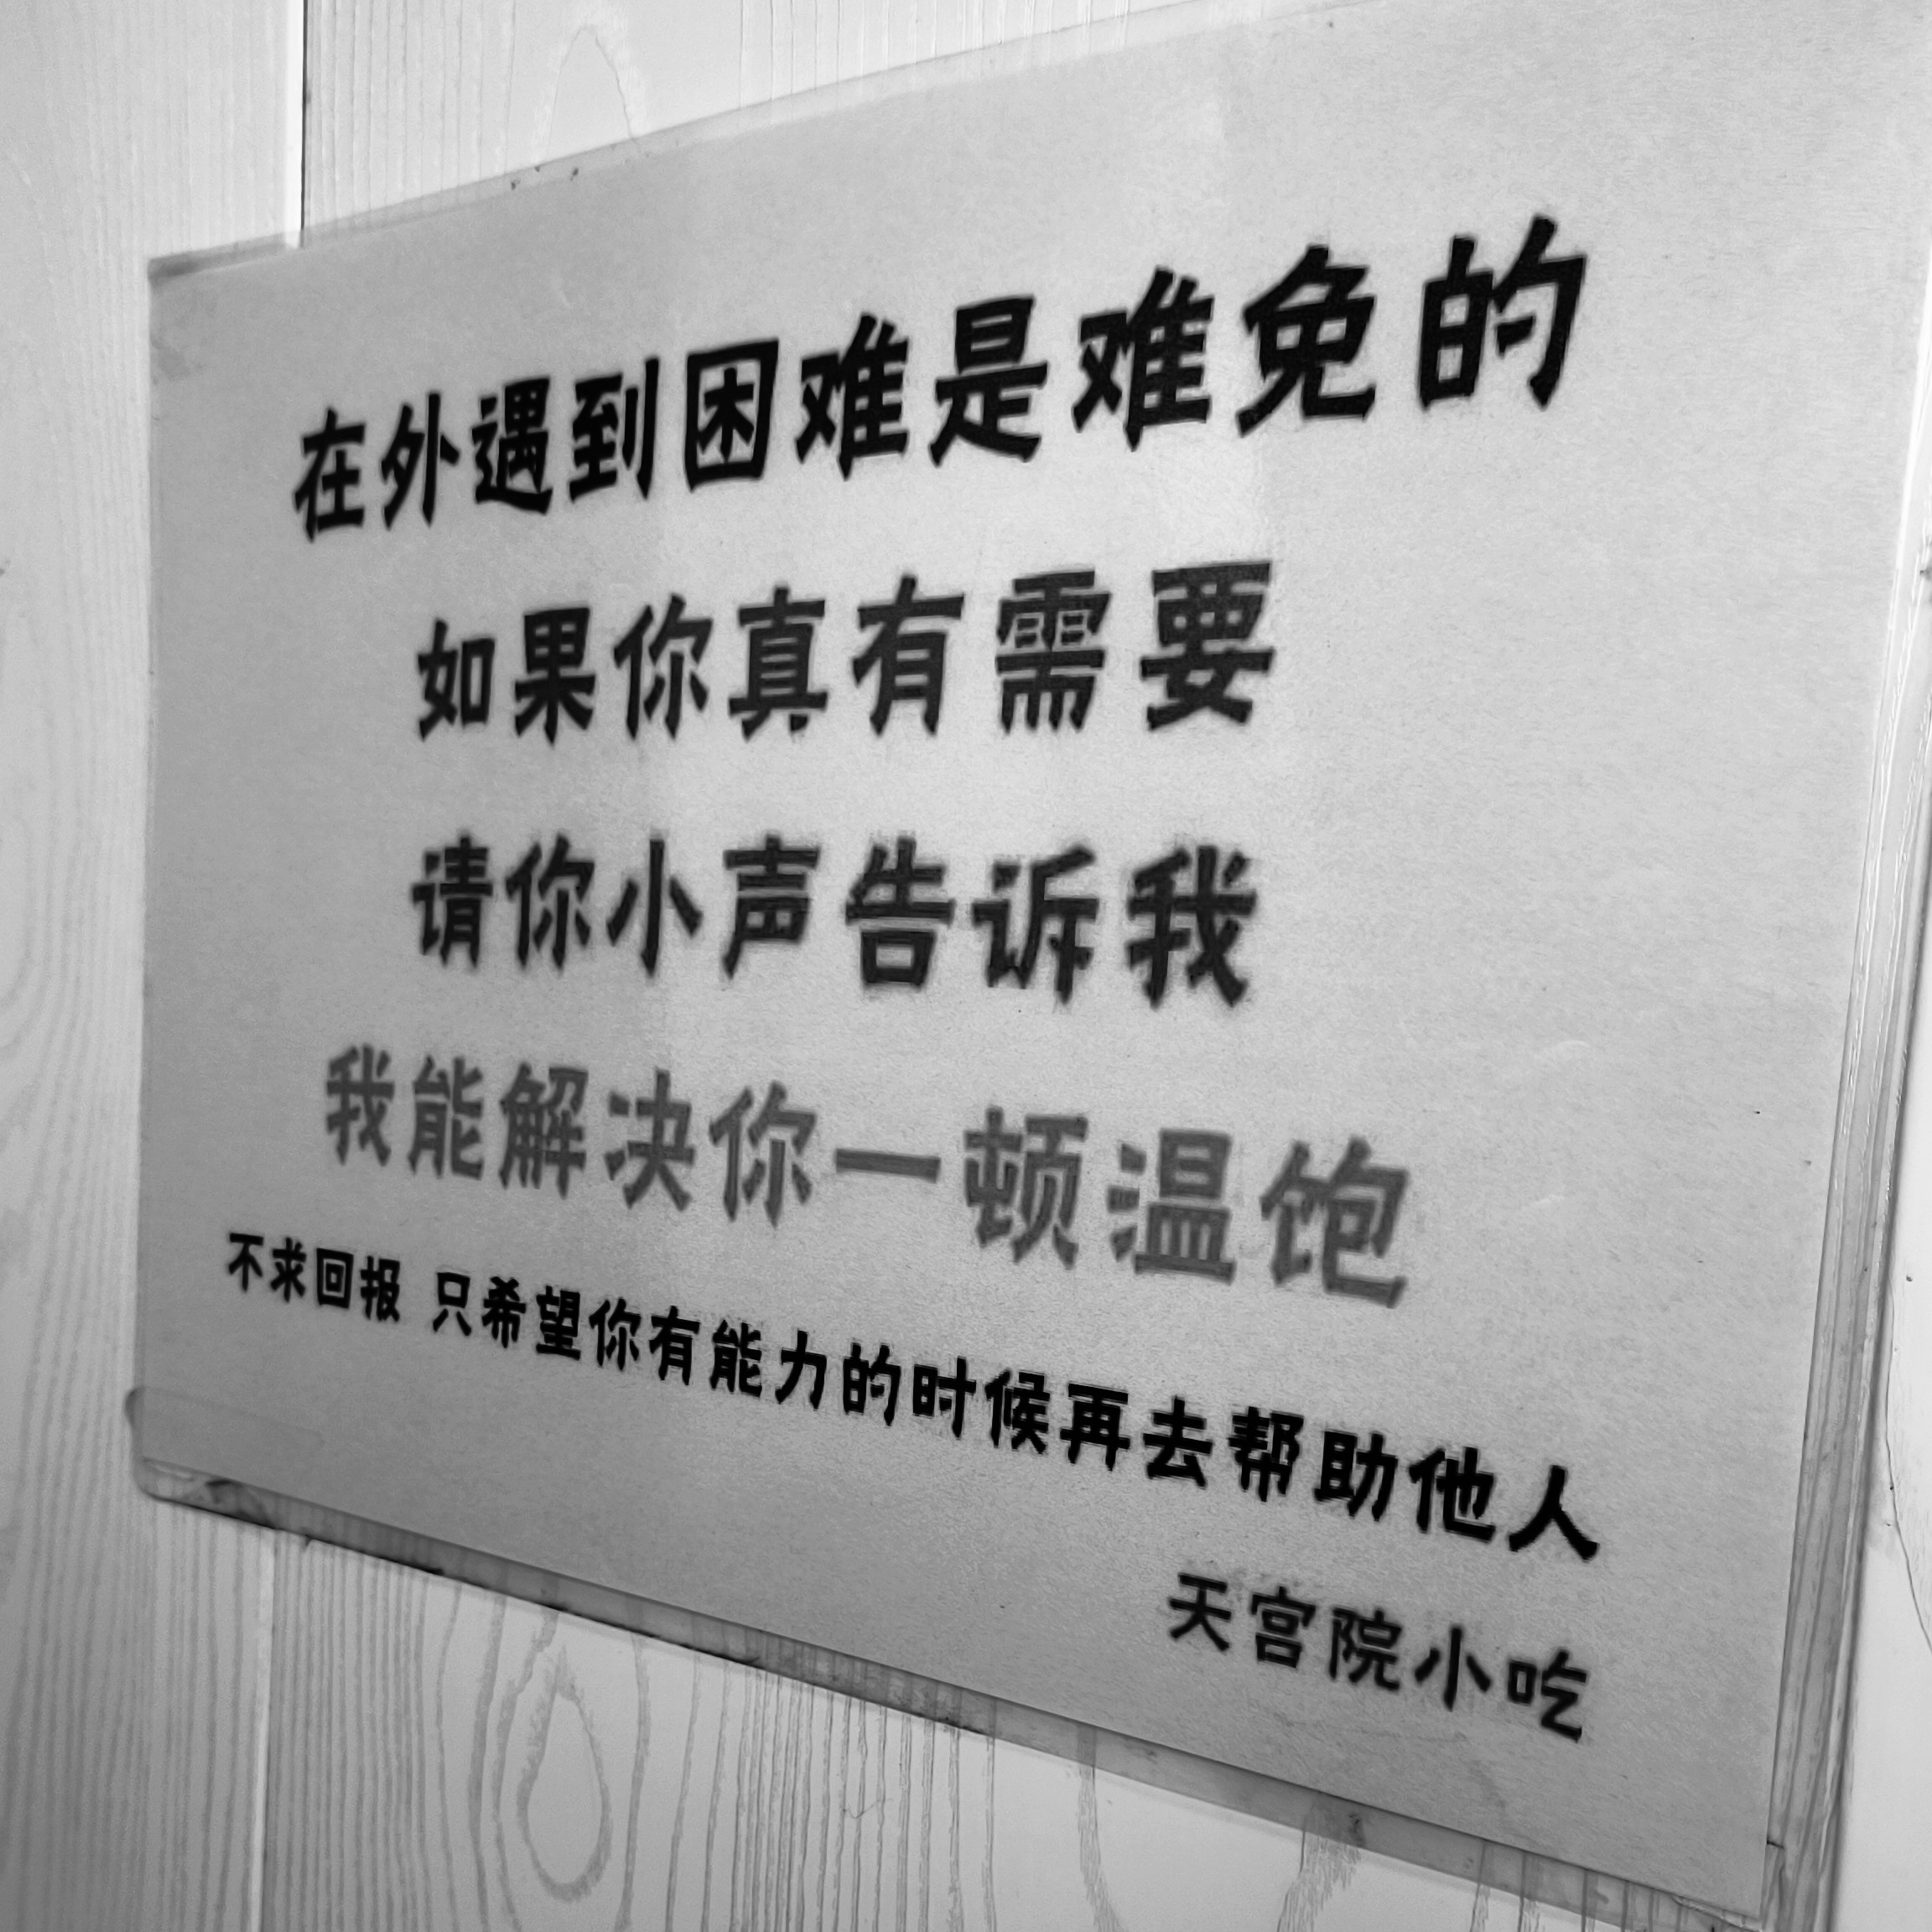 在外遇到困难是难免的
如果你真有需要
请你小声告诉我
我能解决你一顿温饱
不求回报 只希望你有能力的时候再去帮助他人
天宫院小吃